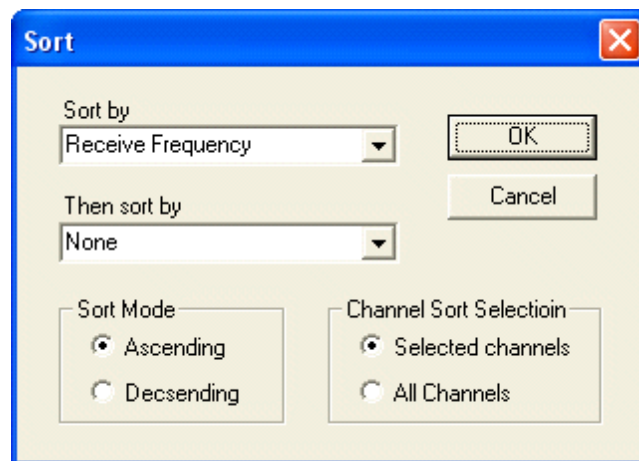 Sort
Sort by
Receive Frequency
OK
Cancel
Then sort by
None
Sort Mode
Ascending
Decsending
Channel Sort Selectioin
Selected channels
All Channels